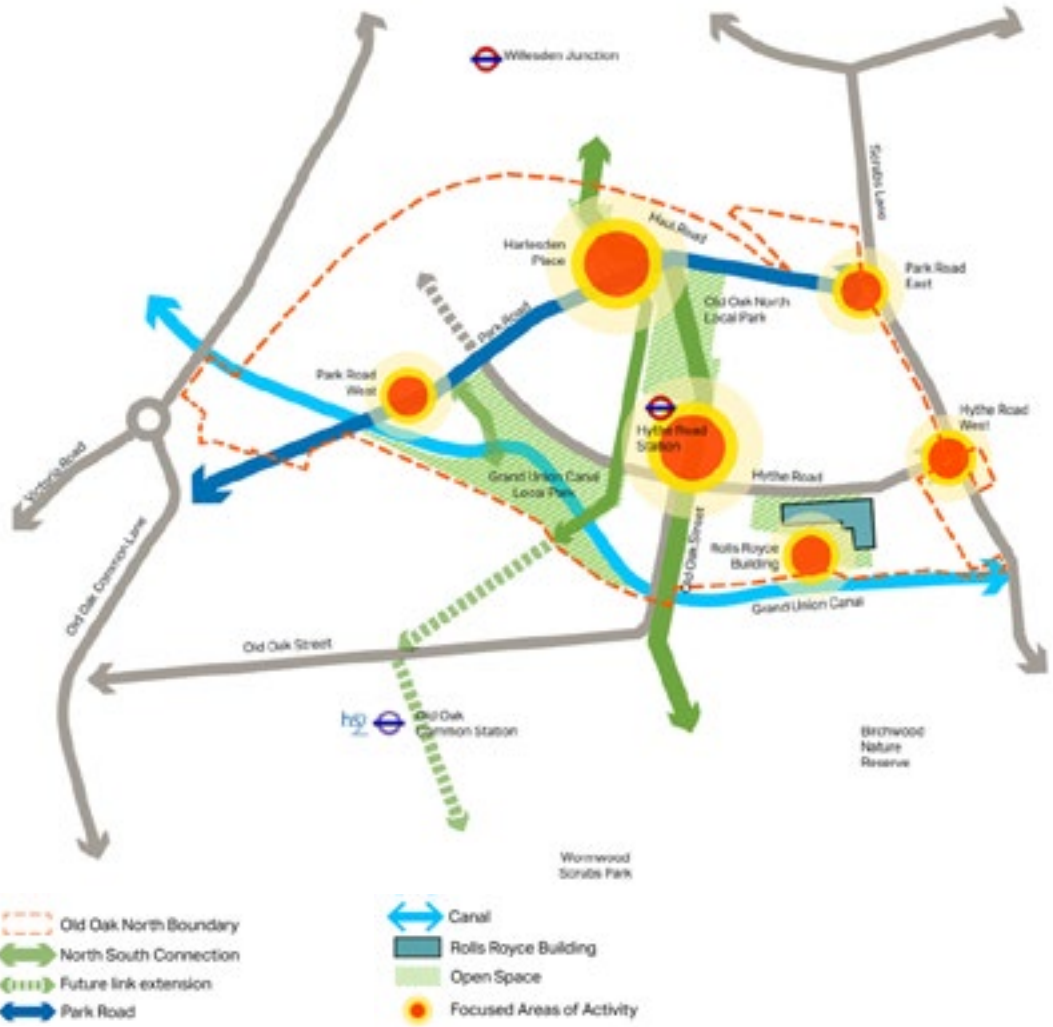 Willesden Junction
Scrubs Lane
Harlesden
Place
Haul Road
Park Road
East
Old Oak North
Local Park
Park Road
Park Road
West
Hythe Road
West
Hythe Road
Station
Victoria Road
Grand Union Canal
Local Park
Hythe Road
Old Oak Common Lane
Old Oak Street
Rolls Royce
Building
Grand Union Canal
Old Oak Street
hs2
Old Oak
Common Station
Birchwood
Nature
Reserve
Wormwood
Scrubs Park
Old Oak North Boundary
North South Connection
Future link extension
Park Road
Canal
Rolls Royce Building
Open Space
Focused Areas of Activity